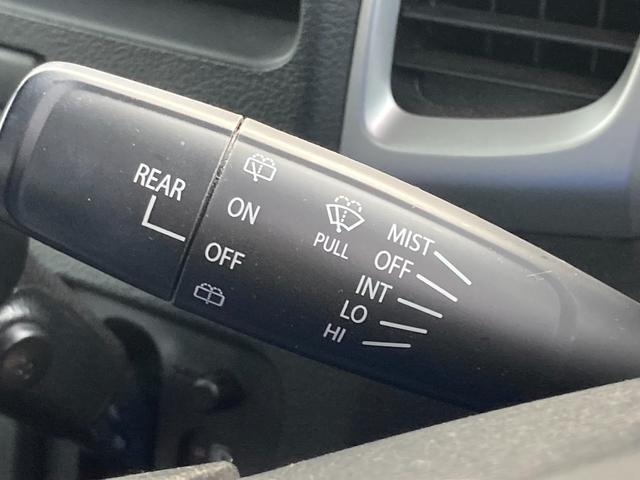 REAR
ON
OFF
PULL
MIST
OFF
INT
LO
HI